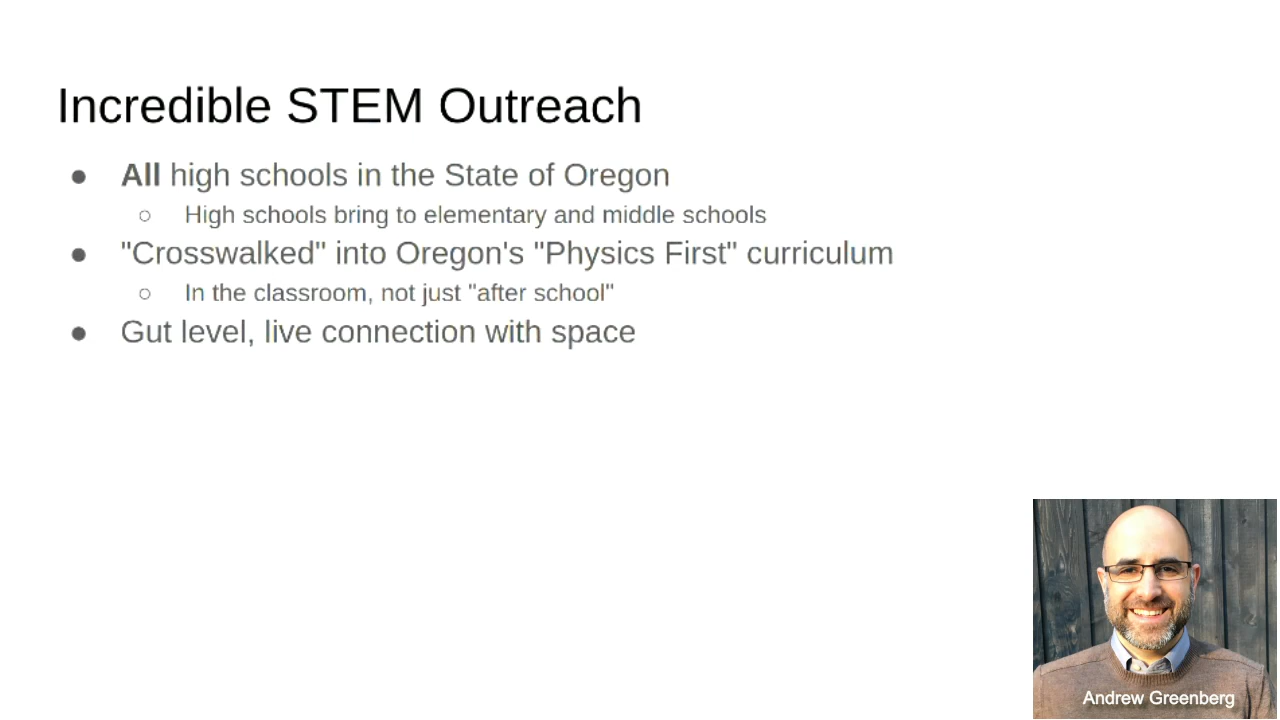 Incredible STEM Outreach
● All high schools in the State of Oregon
○ High schools bring to elementary and middle schools
● "Crosswalked" into Oregon's "Physics First" curriculum
○ In the classroom, not just "after school"
● Gut level, live connection with space
Andrew Greenberg